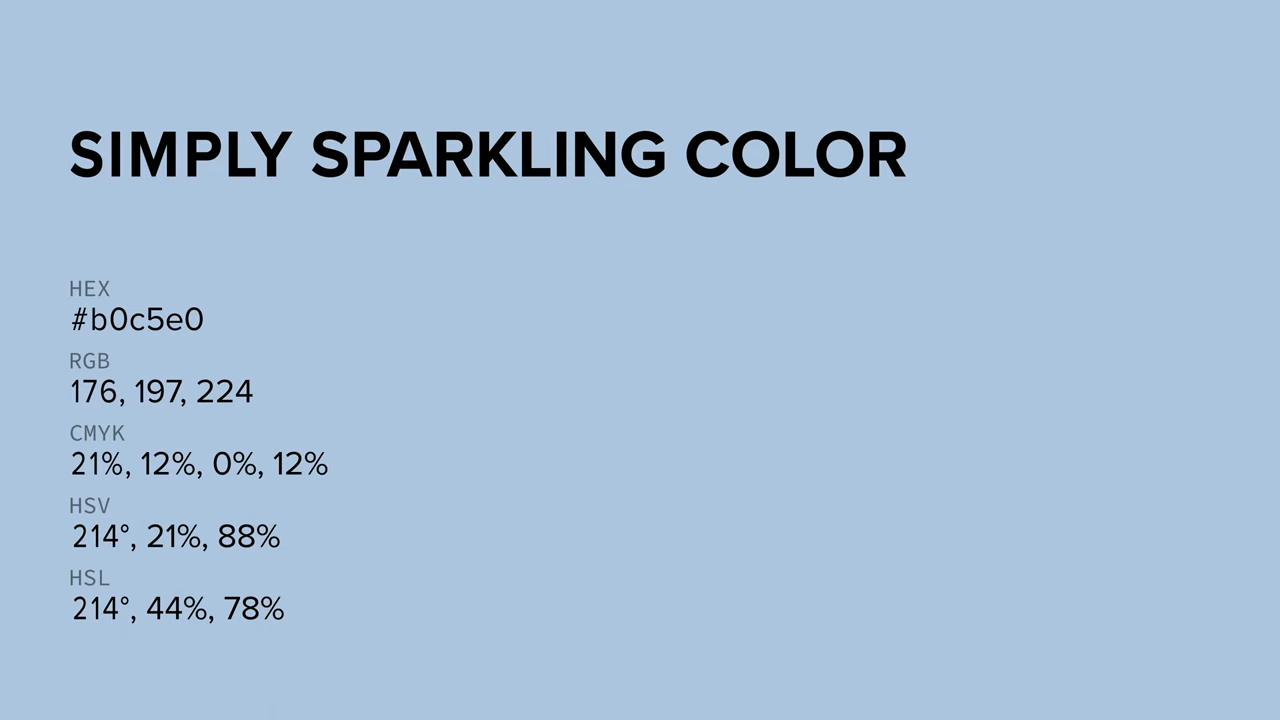 SIMPLY SPARKLING COLOR
HEX
#b0c5e0
RGB
176, 197, 224
CMYK
21%, 12%, 0%, 12%
HSV
214°, 21%, 88%
HSL
214°, 44%, 78%